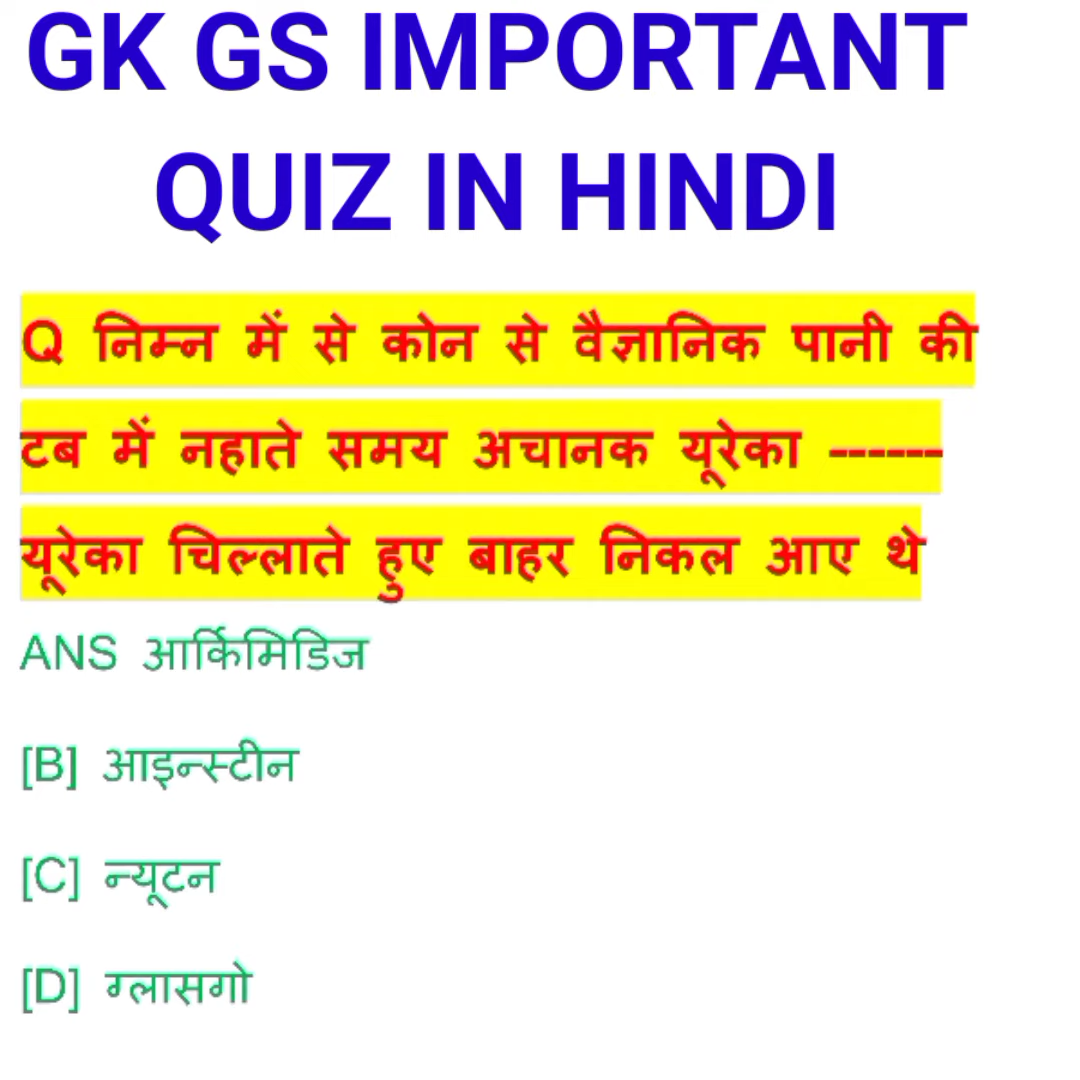 GK GS IMPORTANT
QUIZ IN HINDI
Q निम्न में से कोन से वैज्ञानिक पानी की
टब में नहाते समय अचानक यूरेका ------
यूरेका चिल्लाते हुए बाहर निकल आए थे
ANS आर्किमिडिज
[B] आइन्स्टीन
[C] न्यूटन
[D] ग्लासगो